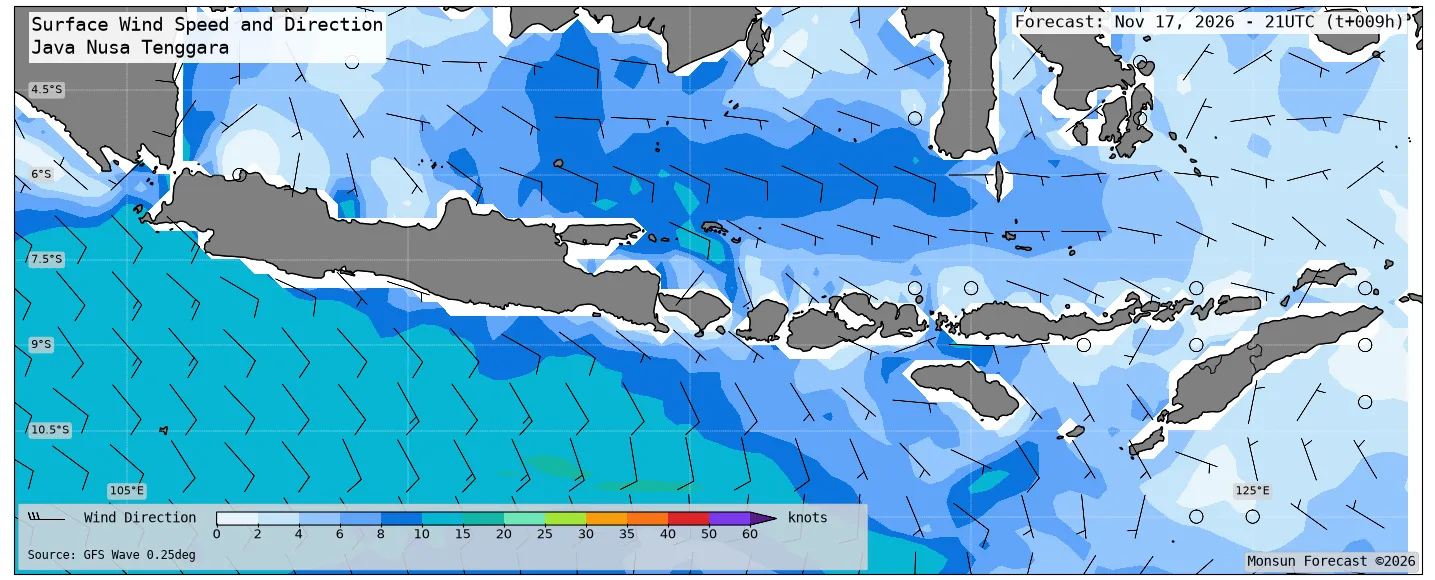 Surface Wind Speed and Direction
Java Nusa Tenggara
Forecast: Nov 17, 2026 - 21UTC (t+009h)
4.5°S
6°S
7.5°S
9°S
10.5°S
105°E
125°E
Wind Direction
0 2 4 6 8 10 15 20 25 30 35 40 50 60
knots
Source: GFS Wave 0.25deg
Monsun Forecast ©2026